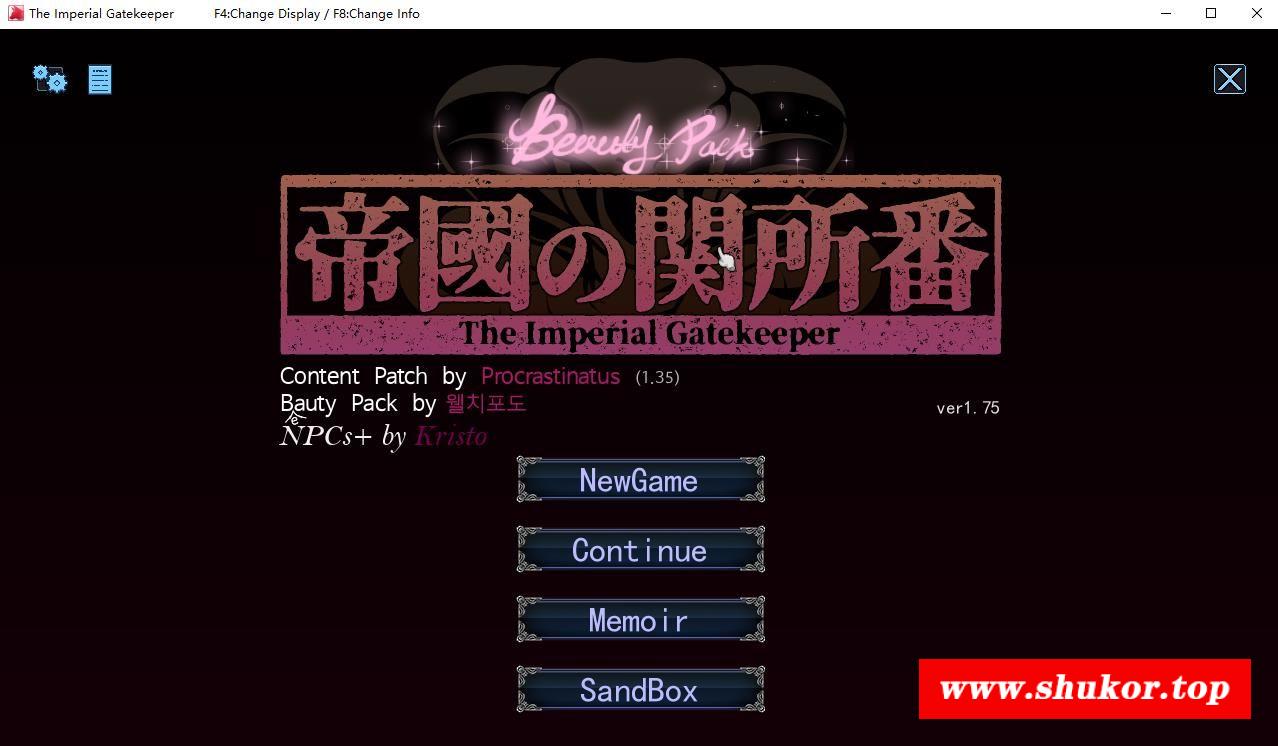 The Imperial Gatekeeper F4:Change Display / F8:Change Info
Beauty Pack
帝國の関所番
The Imperial Gatekeeper
Content Patch by Procrastinatus (1.35)
Bauty Pack by 웰치포도
e
ver1.75
NPCs+ by Kristo
NewGame
Continue
Memoir
SandBox
www.shukor.top